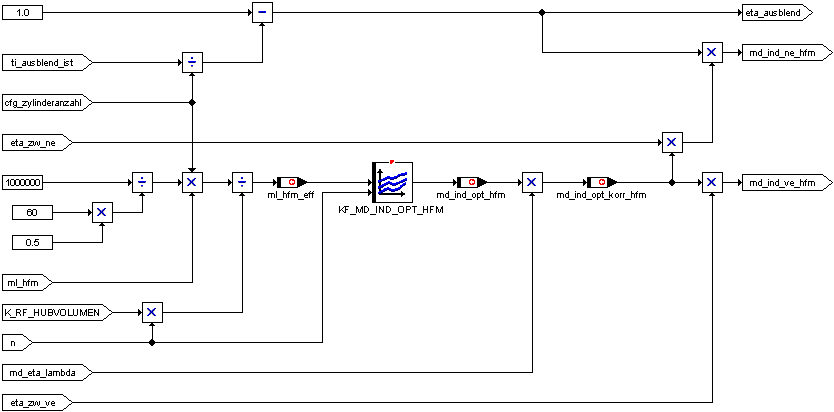 1.0
eta_ausblend
ti_ausblend_ist
md_ind_ne_hfm
cfg_zylinderanzahl
eta_zw_ne
1000000
ml_hfm_eff
KF_MD_IND_OPT_HFM
md_ind_opt_hfm
md_ind_opt_korr_hfm
md_ind_ve_hfm
60
0.5
ml_hfm
K_RF_HUBVOLUMEN
n
md_eta_lambda
eta_zw_ve